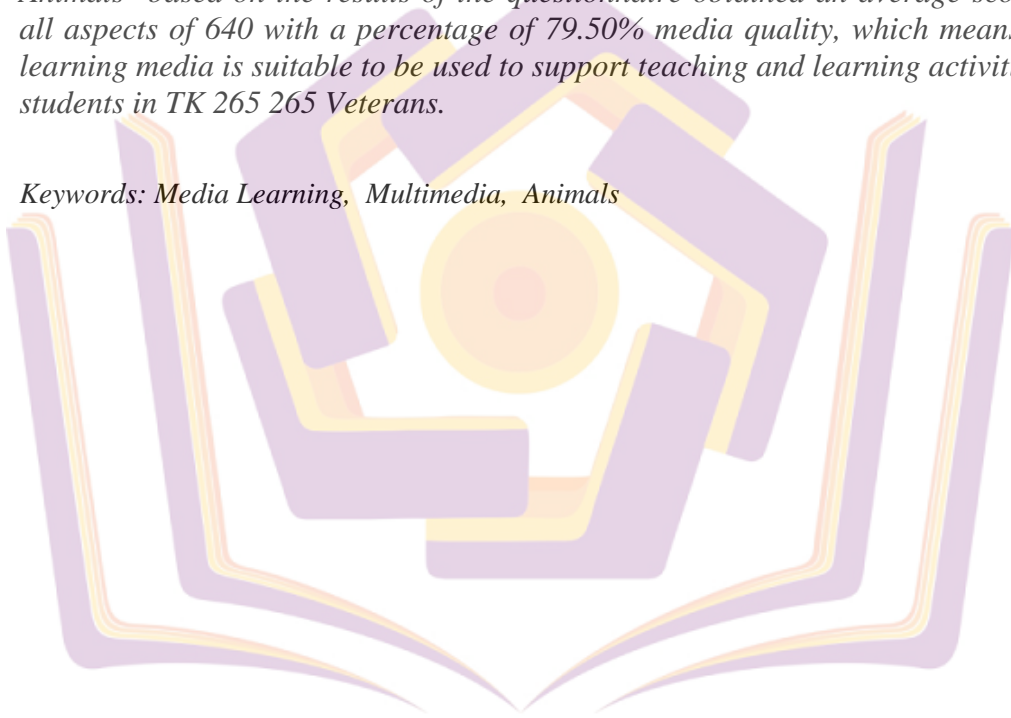 all aspects of 640 with a percentage of 79.50% media quality, which means
learning media is suitable to be used to support teaching and learning activit
students in TK 265 265 Veterans.
Keywords: Media Learning, Multimedia, Animals